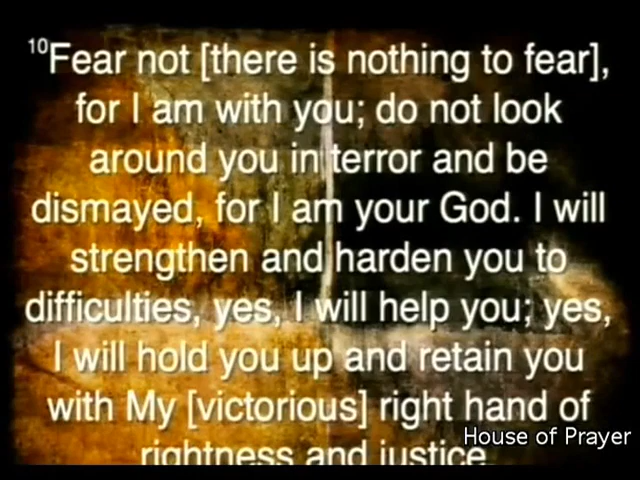 10Fear not [there is nothing to fear],
for I am with you; do not look
around you in terror and be
dismayed, for I am your God. I will
strengthen and harden you to
difficulties, yes, I will help you; yes,
I will hold you up and retain you
with My [victorious] right hand of
rightness and justice
House of Prayer